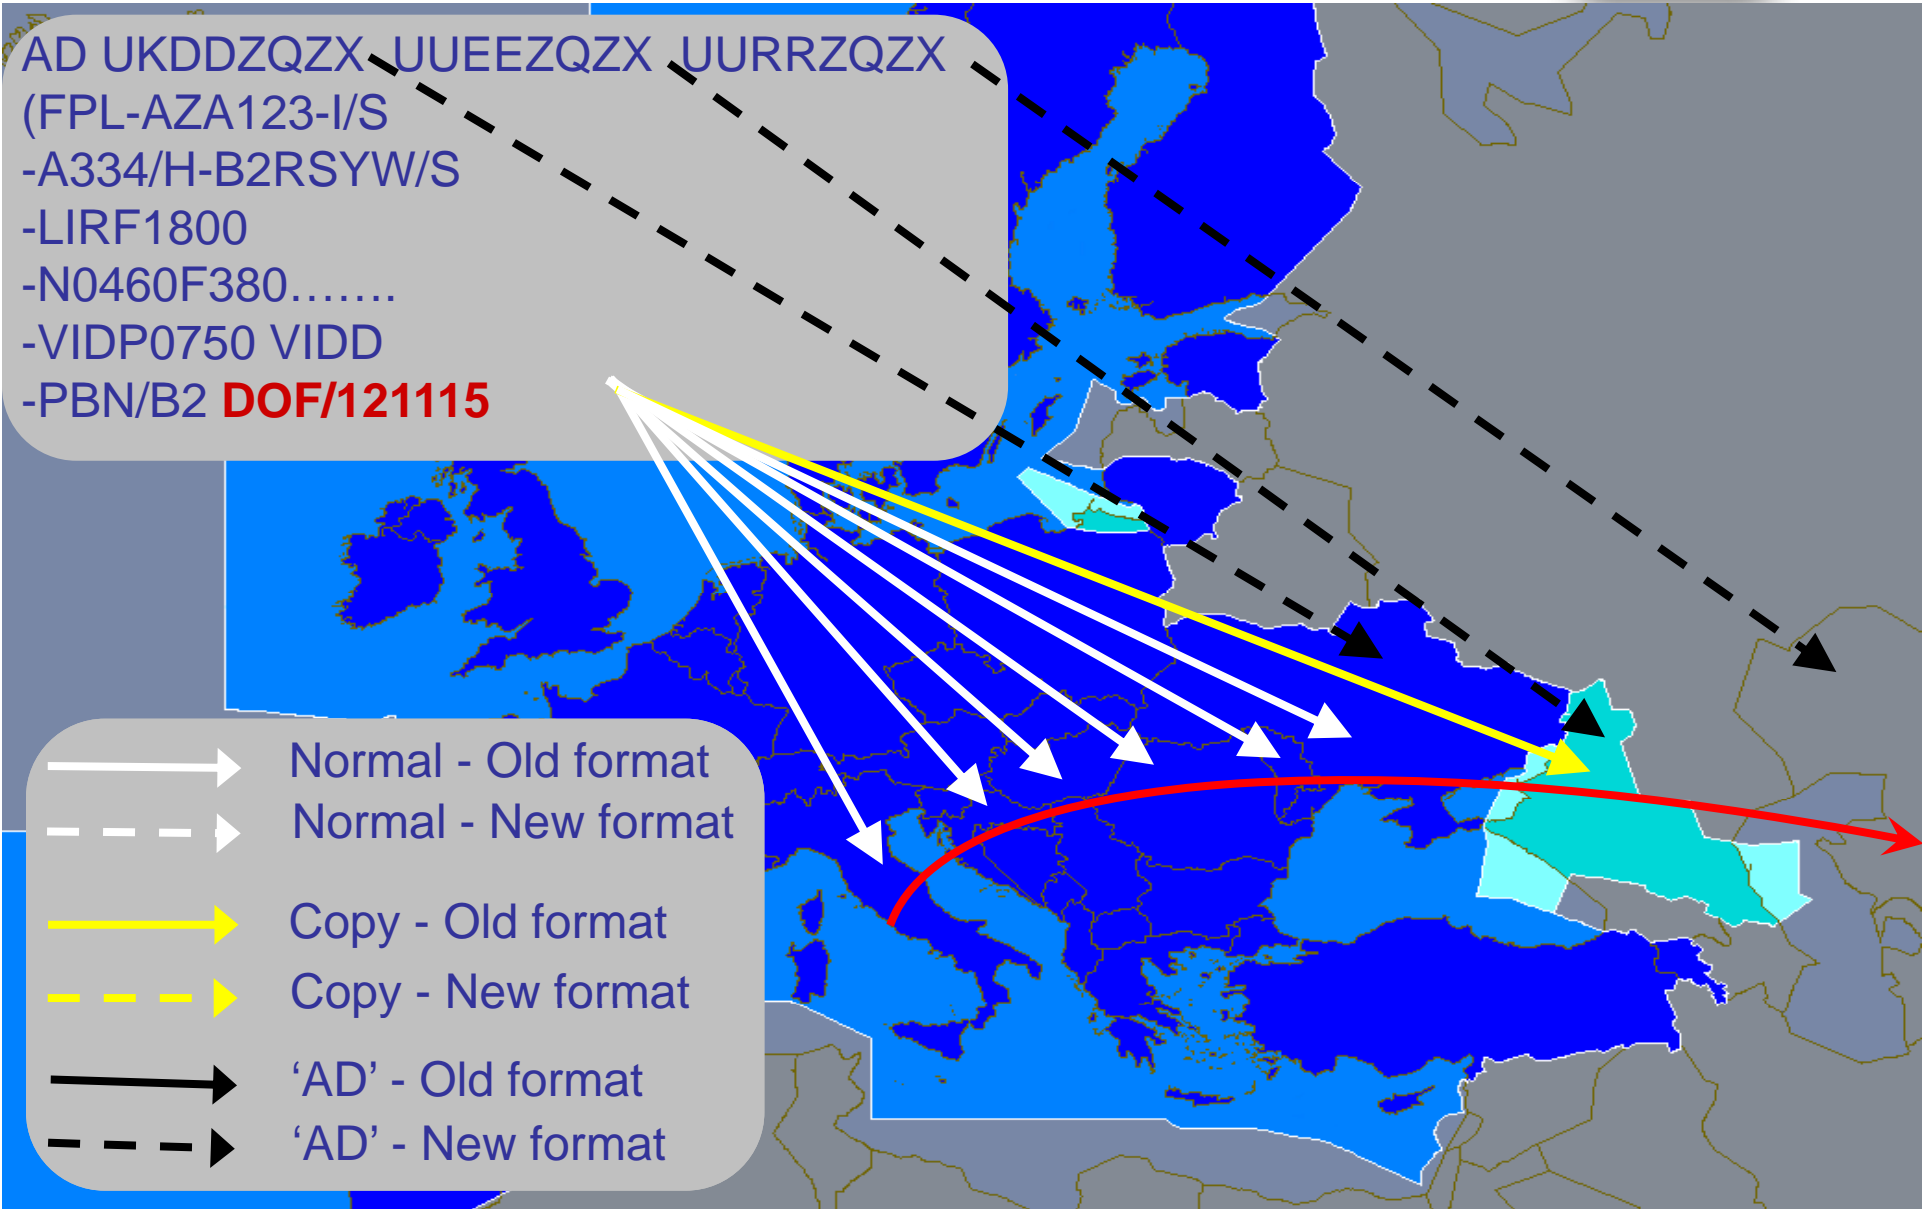 AD UKDDZQZX UUEEZQZX UURRZQZX
(FPL-AZA123-I/S
-A334/H-B2RSYW/S
-LIRF1800
-N0460F380…….
-VIDP0750 VIDD
-PBN/B2 DOF/121115
Normal - Old format
Normal - New format
Copy - Old format
Copy - New format
‘AD’ - Old format
‘AD’ - New format